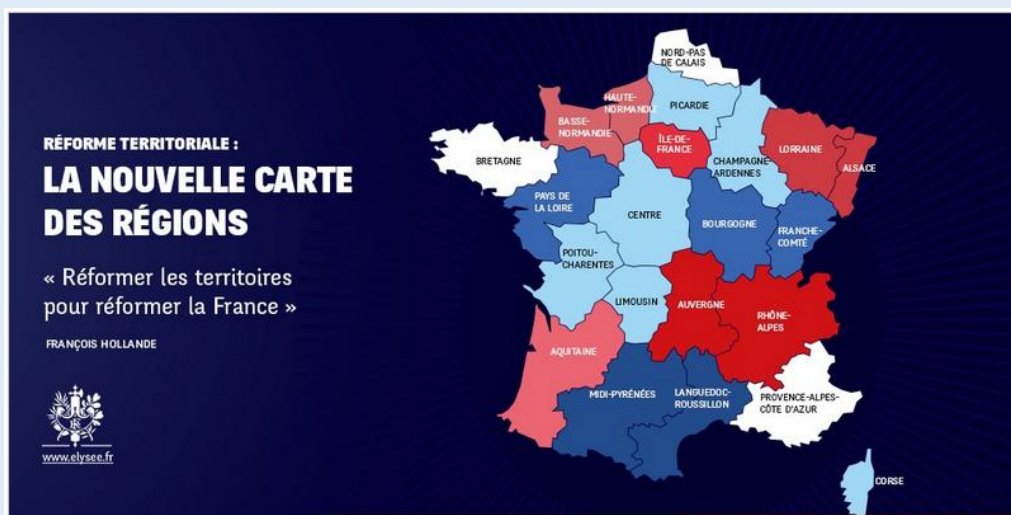 RÉFORME TERRITORIALE :
LA NOUVELLE CARTE
DES RÉGIONS
« Réformer les territoires
pour réformer la France »
FRANÇOIS HOLLANDE
www.elysee.fr
NORD-PAS
DE CALAIS
HAUTE-
NORMANDIE
PICARDIE
BASSE-
NORMANDIE
ÎLE-DE-
FRANCE
CHAMPAGNE
ARDENNES
LORRAINE
ALSACE
BRETAGNE
PAYS DE
LA LOIRE
CENTRE
BOURGOGNE
FRANCHE-
COMTÉ
POITOU-
CHARENTES
LIMOUSIN
AUVERGNE
RHÔNE-
ALPES
AQUITAINE
MIDI-PYRÉNÉES
LANGUEDOC-
ROUSSILLON
PROVENCE-ALPES-
CÔTE D'AZUR
CORSE